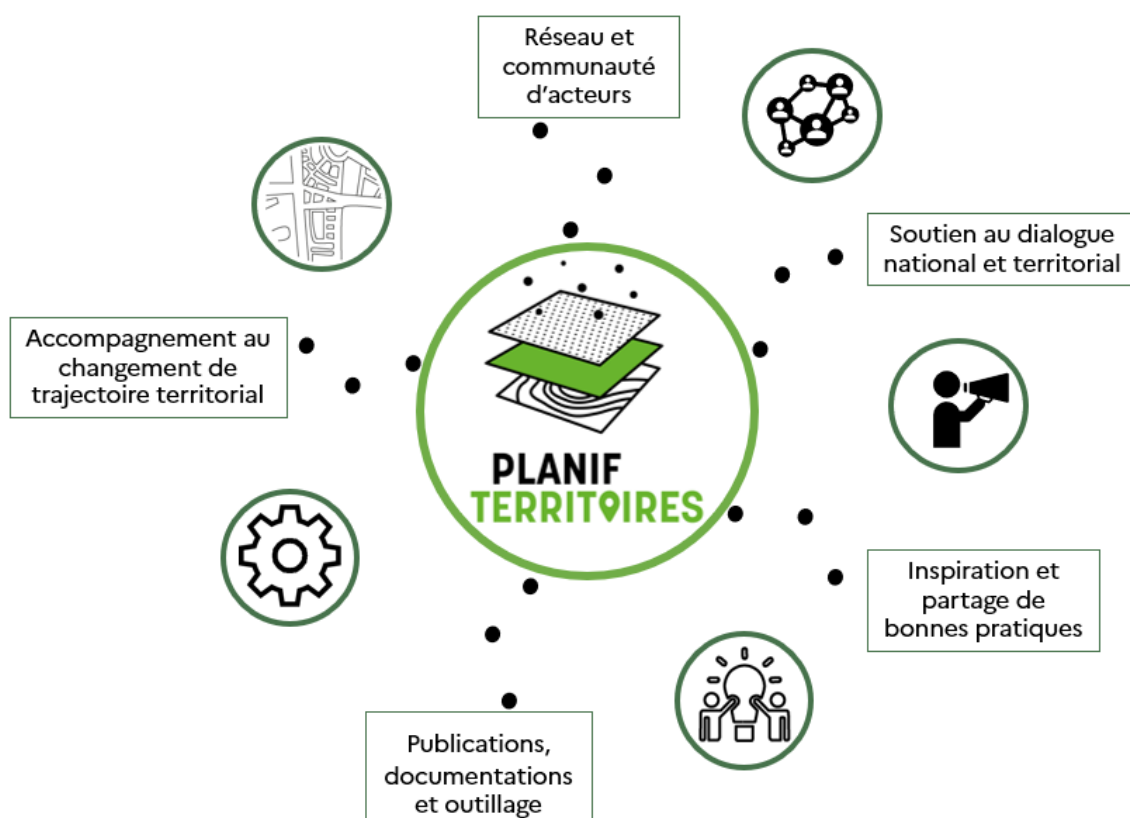 Réseau et
communauté
d’acteurs
Soutien au dialogue
national et territorial
Accompagnement au
changement de
trajectoire territorial
PLANIF
TERRITOIRES
Inspiration et
partage de
bonnes pratiques
Publications,
documentations
et outillage